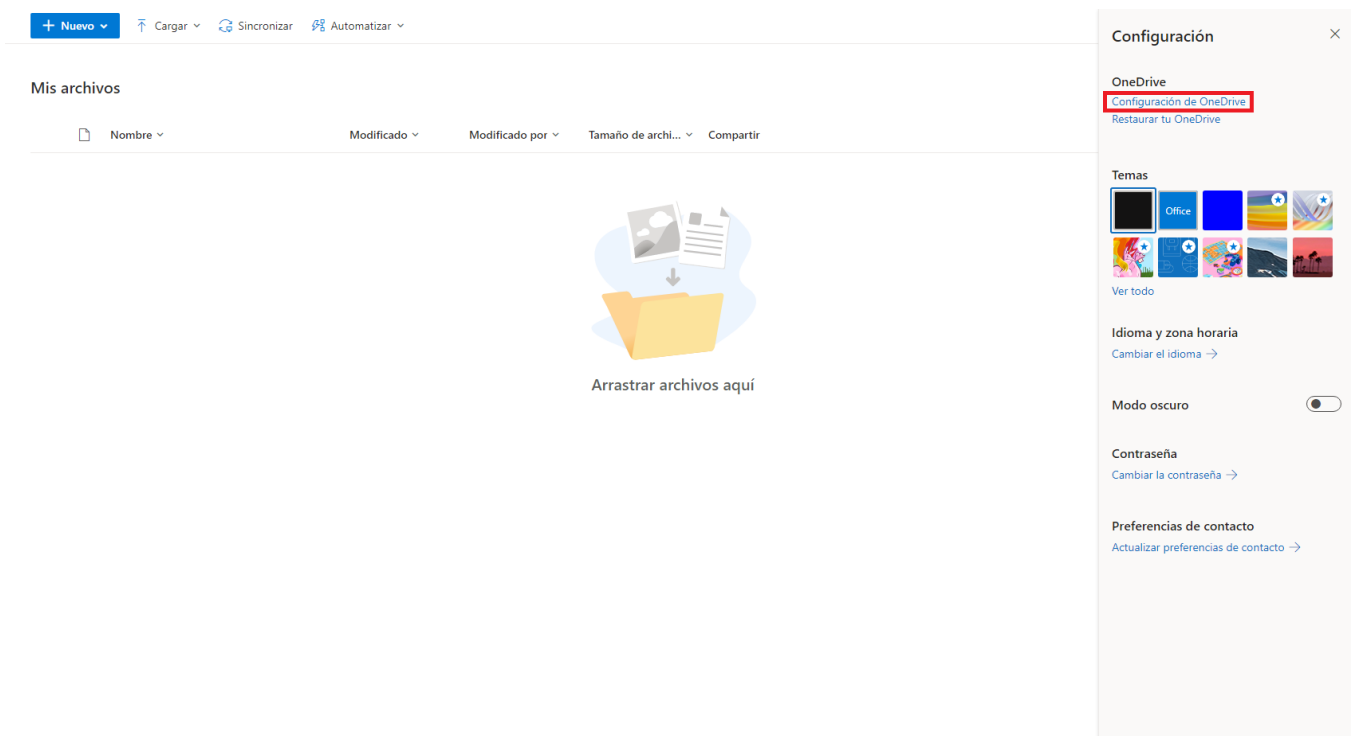 Nuevo Cargar Sincronizar Automatizar
Mis archivos
Nombre Modificado Modificado por Tamaño de archi... Compartir
Arrastrar archivos aquí
Configuración
OneDrive
Configuración de OneDrive
Restaurar tu OneDrive
Temas
Office
Ver todo
Idioma y zona horaria
Cambiar el idioma →
Modo oscuro
Contraseña
Cambiar la contraseña →
Preferencias de contacto
Actualizar preferencias de contacto →